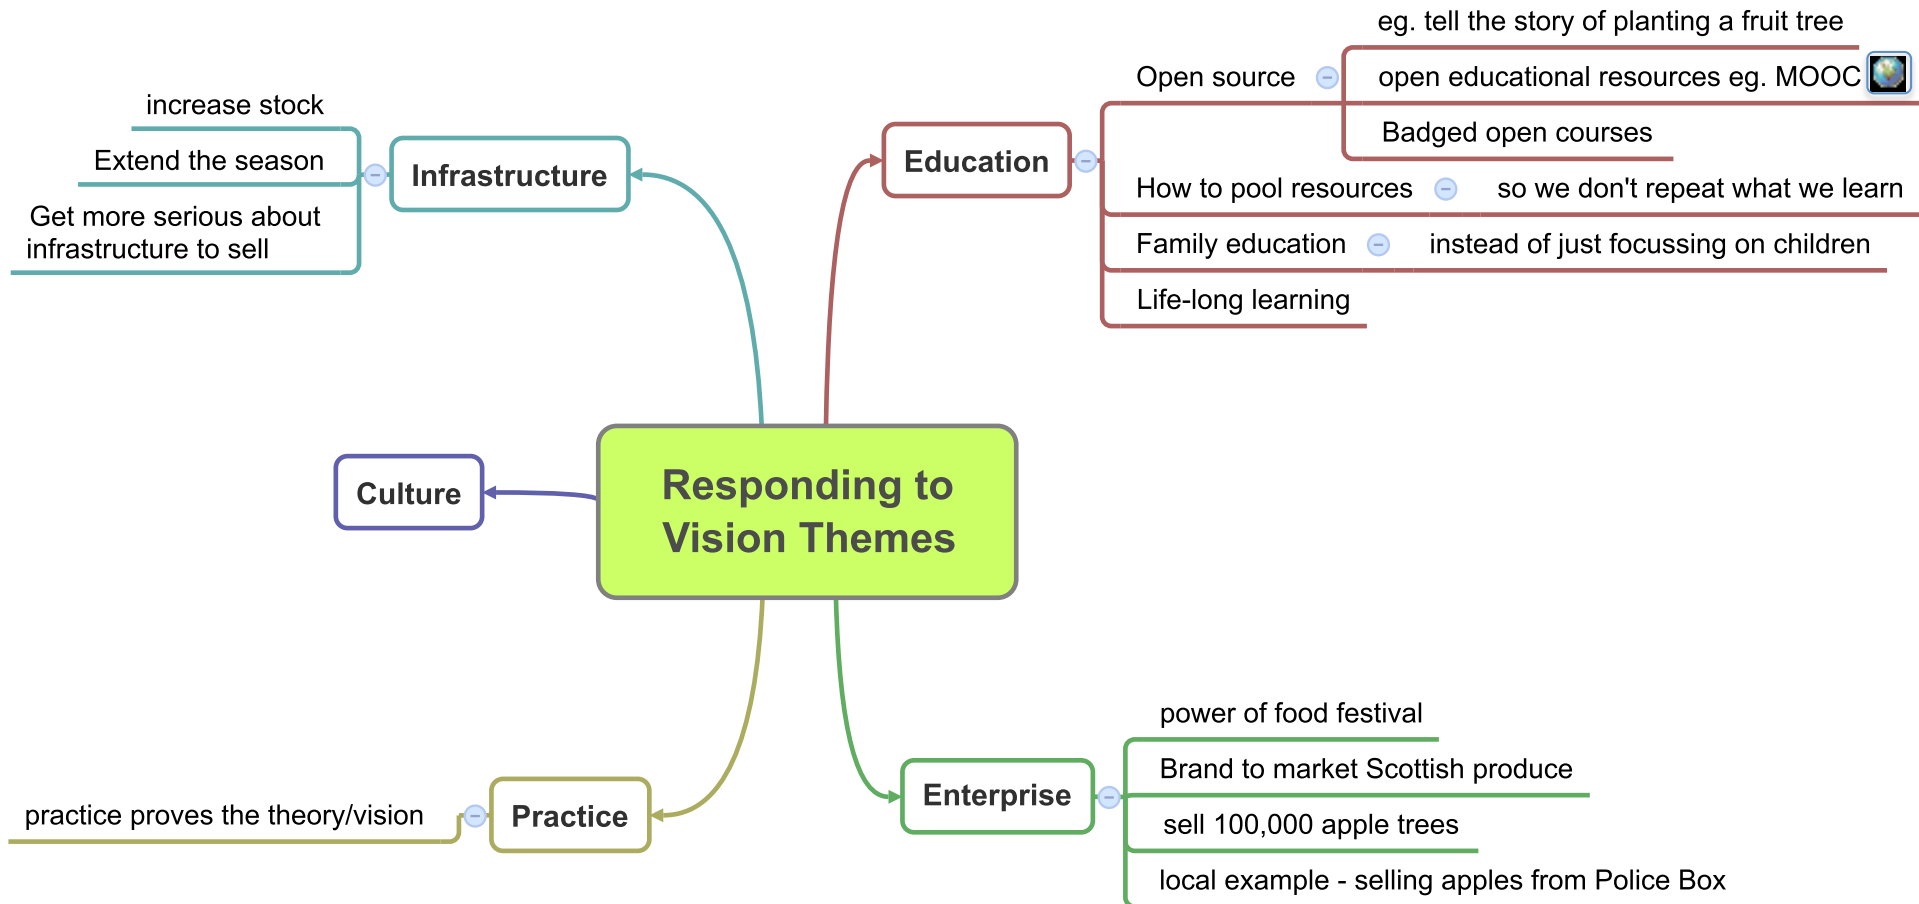 Responding to
Vision Themes
Education
Open source
eg. tell the story of planting a fruit tree
open educational resources eg. MOOC
Badged open courses
How to pool resources
so we don't repeat what we learn
Family education
instead of just focussing on children
Life-long learning
Enterprise
power of food festival
Brand to market Scottish produce
sell 100,000 apple trees
local example - selling apples from Police Box
Infrastructure
increase stock
Extend the season
Get more serious about
infrastructure to sell
Culture
Practice
practice proves the theory/vision